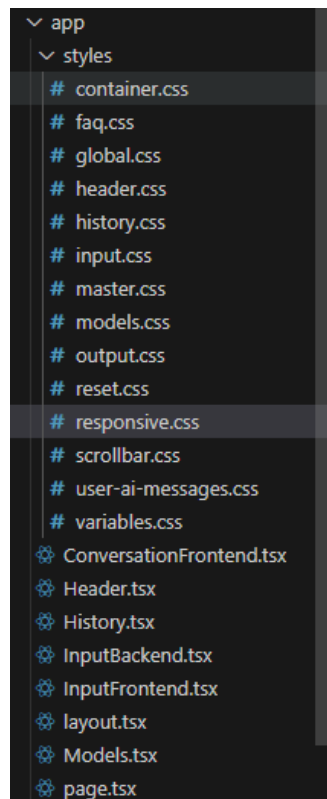 app
styles
# container.css
# faq.css
# global.css
# header.css
# history.css
# input.css
# master.css
# models.css
# output.css
# reset.css
# responsive.css
# scrollbar.css
# user-ai-messages.css
# variables.css
ConversationFrontend.tsx
Header.tsx
History.tsx
InputBackend.tsx
InputFrontend.tsx
layout.tsx
Models.tsx
page.tsx